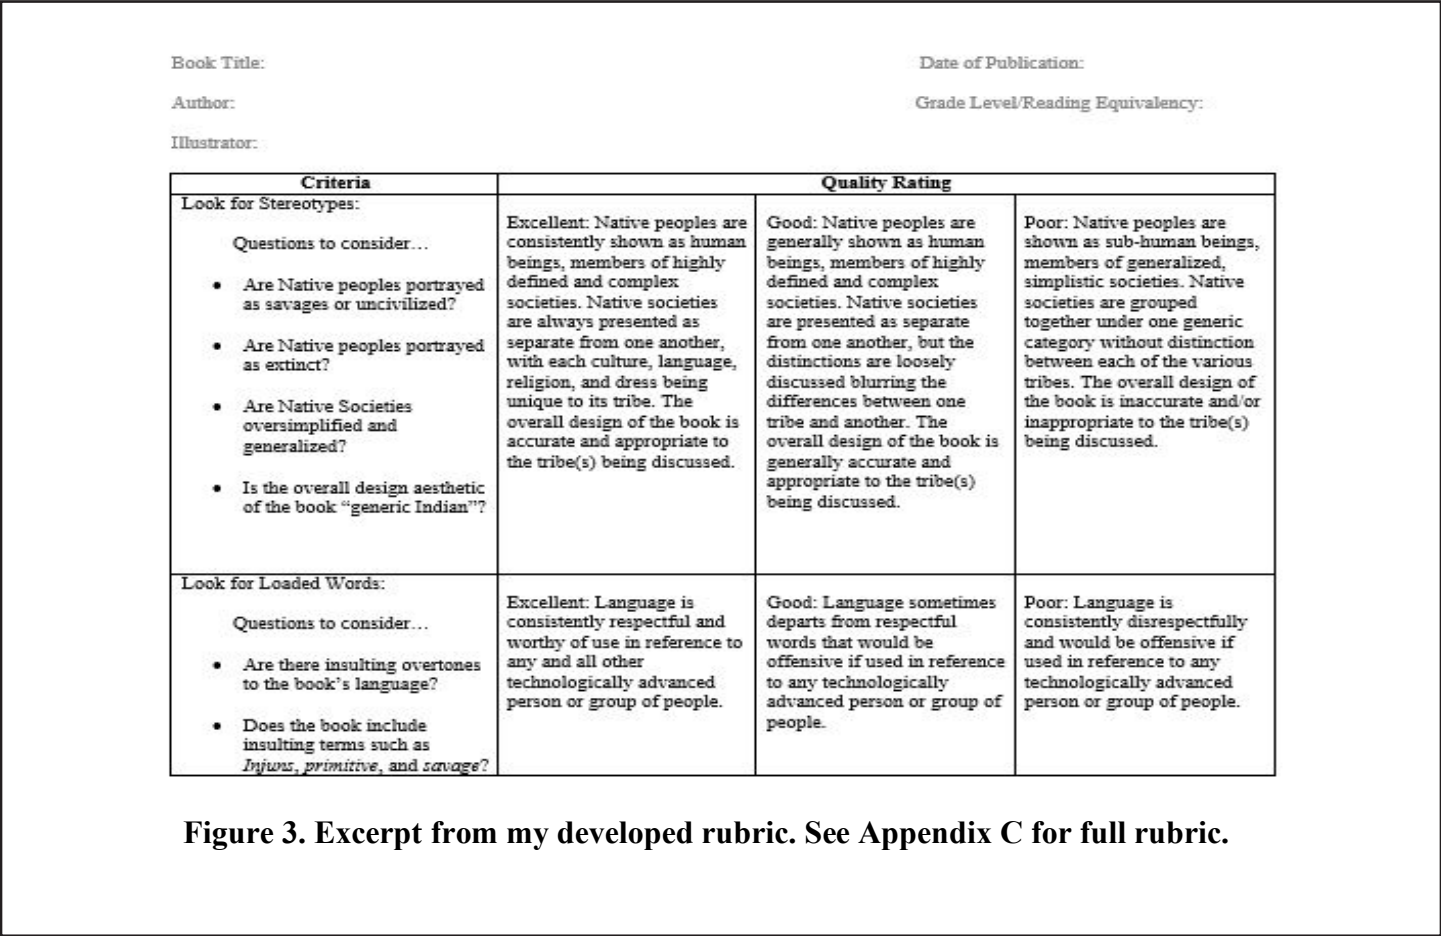 Book Title:
Date of Publication:
Author:
Grade Level/Reading Equivalency:
Illustrator:
Criteria
Quality Rating
Look for Stereotypes:
Questions to consider…
• Are Native peoples portrayed
as savages or uncivilized?
• Are Native peoples portrayed
as extinct?
• Are Native Societies
oversimplified and
generalized?
• Is the overall design aesthetic
of the book “generic Indian”?
Excellent: Native peoples are
consistently shown as human
beings, members of highly
defined and complex
societies. Native societies
are always presented as
separate from one another,
with each culture, language,
religion, and dress being
unique to its tribe. The
overall design of the book is
accurate and appropriate to
the tribe(s) being discussed.
Good: Native peoples are
generally shown as human
beings, members of highly
defined and complex
societies. Native societies
are presented as separate
from one another, but the
distinctions are loosely
discussed blurring the
differences between one
tribe and another. The
overall design of the book is
generally accurate and
appropriate to the tribe(s)
being discussed.
Poor: Native peoples are
shown as sub-human beings,
members of generalized,
simplistic societies. Native
societies are grouped
together under one generic
category without distinction
between each of the various
tribes. The overall design of
the book is inaccurate and/or
inappropriate to the tribe(s)
being discussed.
Look for Loaded Words:
Questions to consider…
• Are there insulting overtones
to the book’s language?
• Does the book include
insulting terms such as
Injuns, primitive, and savage?
Excellent: Language is
consistently respectful and
worthy of use in reference to
any and all other
technologically advanced
person or group of people.
Good: Language sometimes
departs from respectful
words that would be
offensive if used in reference
to any technologically
advanced person or group of
people.
Poor: Language is
consistently disrespectfully
and would be offensive if
used in reference to any
technologically advanced
person or group of people.
Figure 3. Excerpt from my developed rubric. See Appendix C for full rubric.